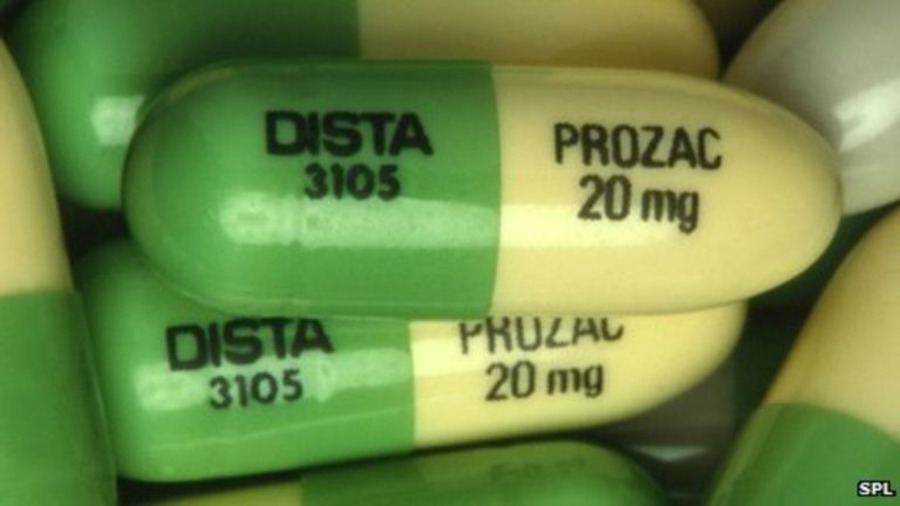 DISTA
3105
PROZAC
20 mg
DISTA
3105
PROZAC
20 mg
SPL